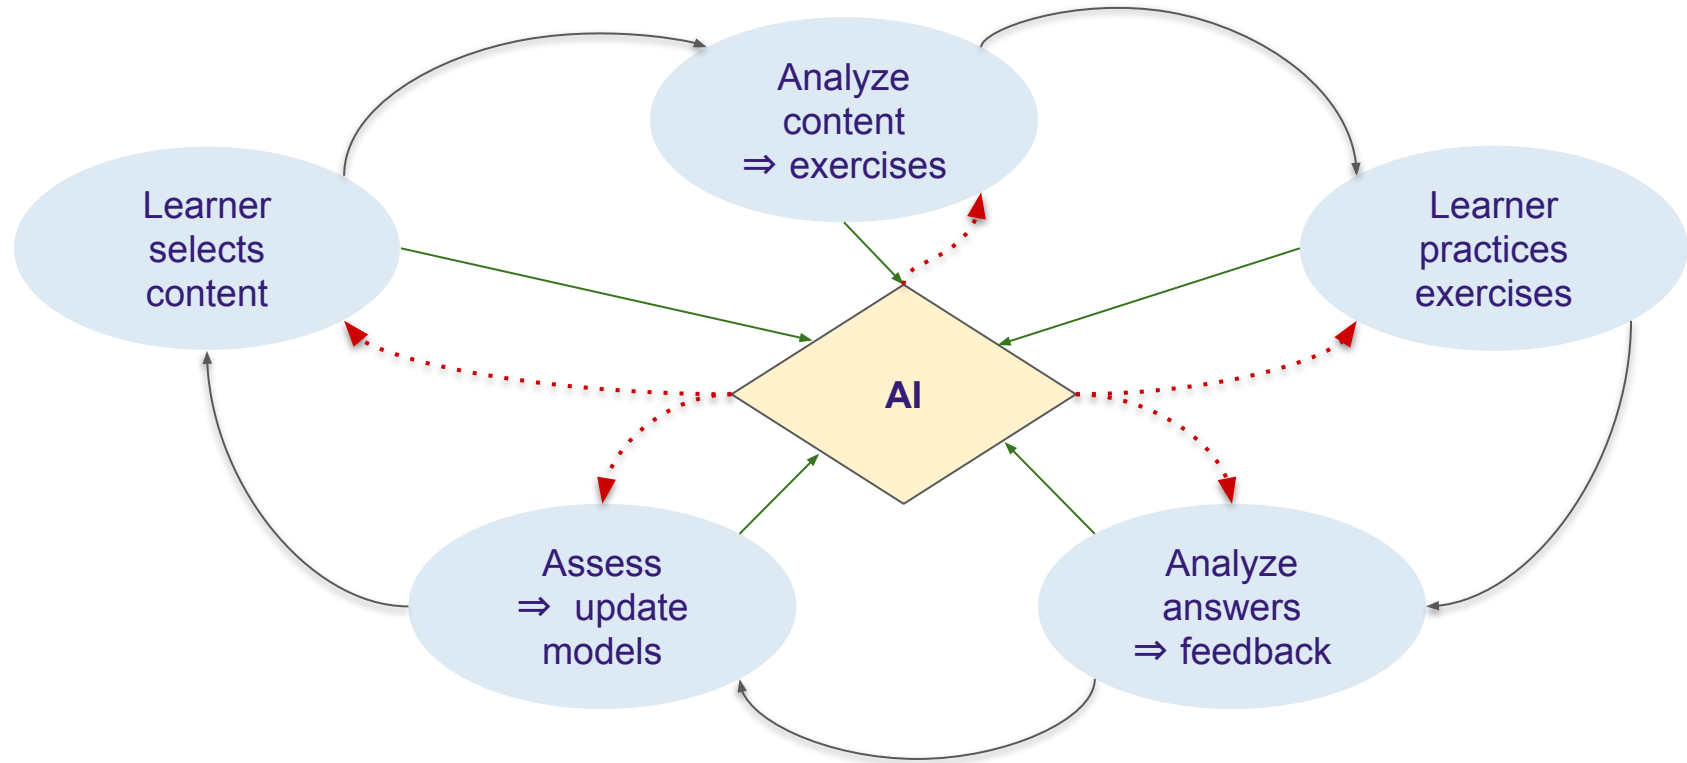 Analyze
content
⇒ exercises
Learner
selects
content
Learner
practices
exercises
AI
Assess
⇒ update
models
Analyze
answers
⇒ feedback